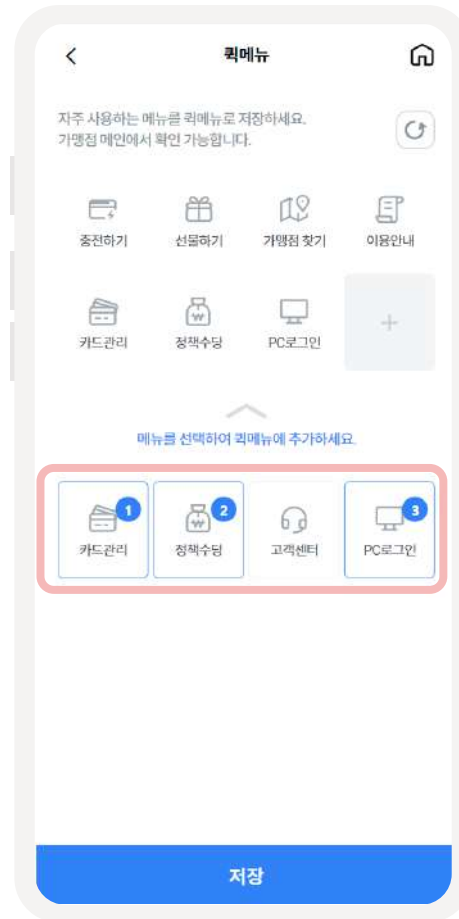 퀵메뉴
자주 사용하는 메뉴를 퀵메뉴로 저장하세요.
가맹점 메인에서 확인 가능합니다.
충전하기 선물하기 가맹점 찾기 이용안내
카드관리 정책수당 PC로그인 +
메뉴를 선택하여 퀵메뉴에 추가하세요.
1 2 3
카드관리 정책수당 고객센터 PC로그인
저장